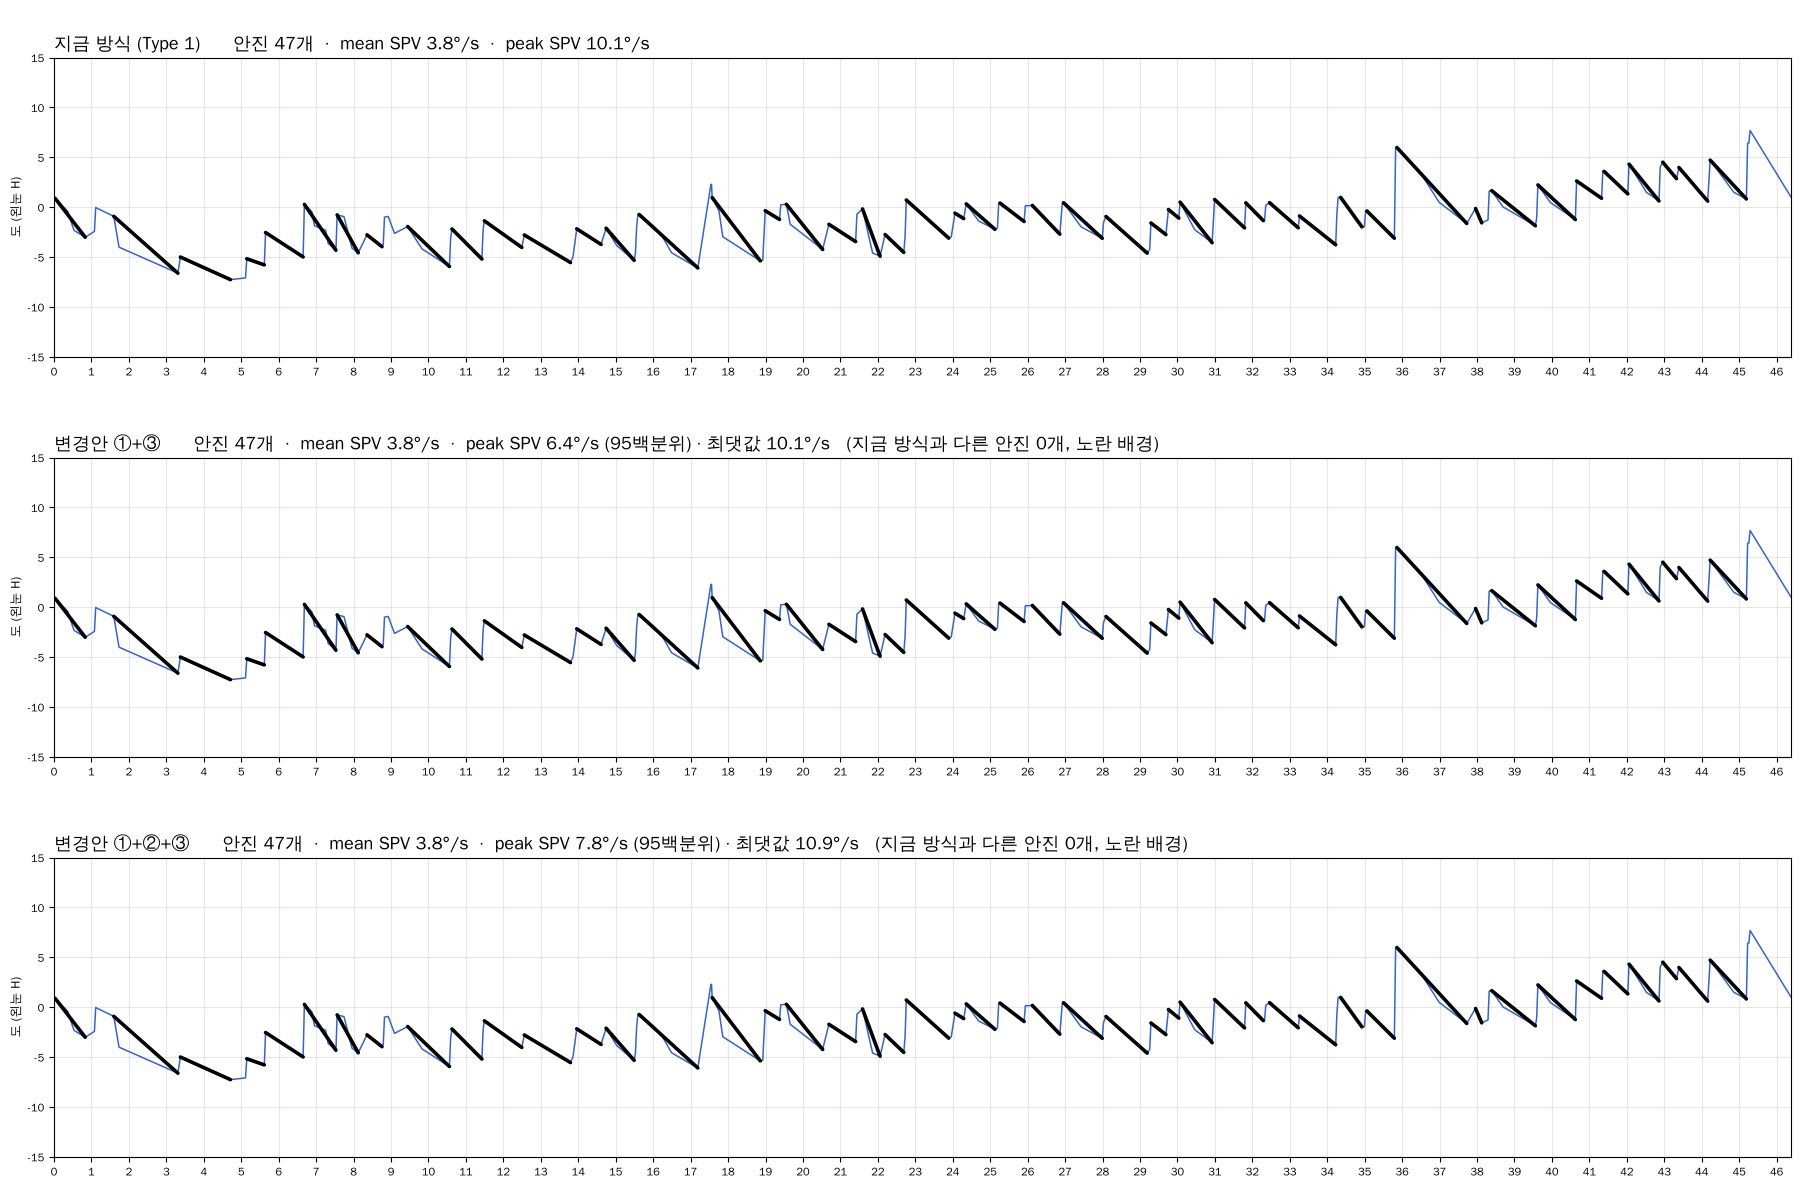 지금 방식 (Type 1) 안진 47개 · mean SPV 3.8°/s · peak SPV 10.1°/s
15
10
5
0
-5
-10
-15
도 (왼눈 H)
0 1 2 3 4 5 6 7 8 9 10 11 12 13 14 15 16 17 18 19 20 21 22 23 24 25 26 27 28 29 30 31 32 33 34 35 36 37 38 39 40 41 42 43 44 45 46
변경안 ①+③ 안진 47개 · mean SPV 3.8°/s · peak SPV 6.4°/s (95백분위) · 최댓값 10.1°/s (지금 방식과 다른 안진 0개, 노란 배경)
15
10
5
0
-5
-10
-15
도 (왼눈 H)
0 1 2 3 4 5 6 7 8 9 10 11 12 13 14 15 16 17 18 19 20 21 22 23 24 25 26 27 28 29 30 31 32 33 34 35 36 37 38 39 40 41 42 43 44 45 46
변경안 ①+②+③ 안진 47개 · mean SPV 3.8°/s · peak SPV 7.8°/s (95백분위) · 최댓값 10.9°/s (지금 방식과 다른 안진 0개, 노란 배경)
15
10
5
0
-5
-10
-15
도 (왼눈 H)
0 1 2 3 4 5 6 7 8 9 10 11 12 13 14 15 16 17 18 19 20 21 22 23 24 25 26 27 28 29 30 31 32 33 34 35 36 37 38 39 40 41 42 43 44 45 46